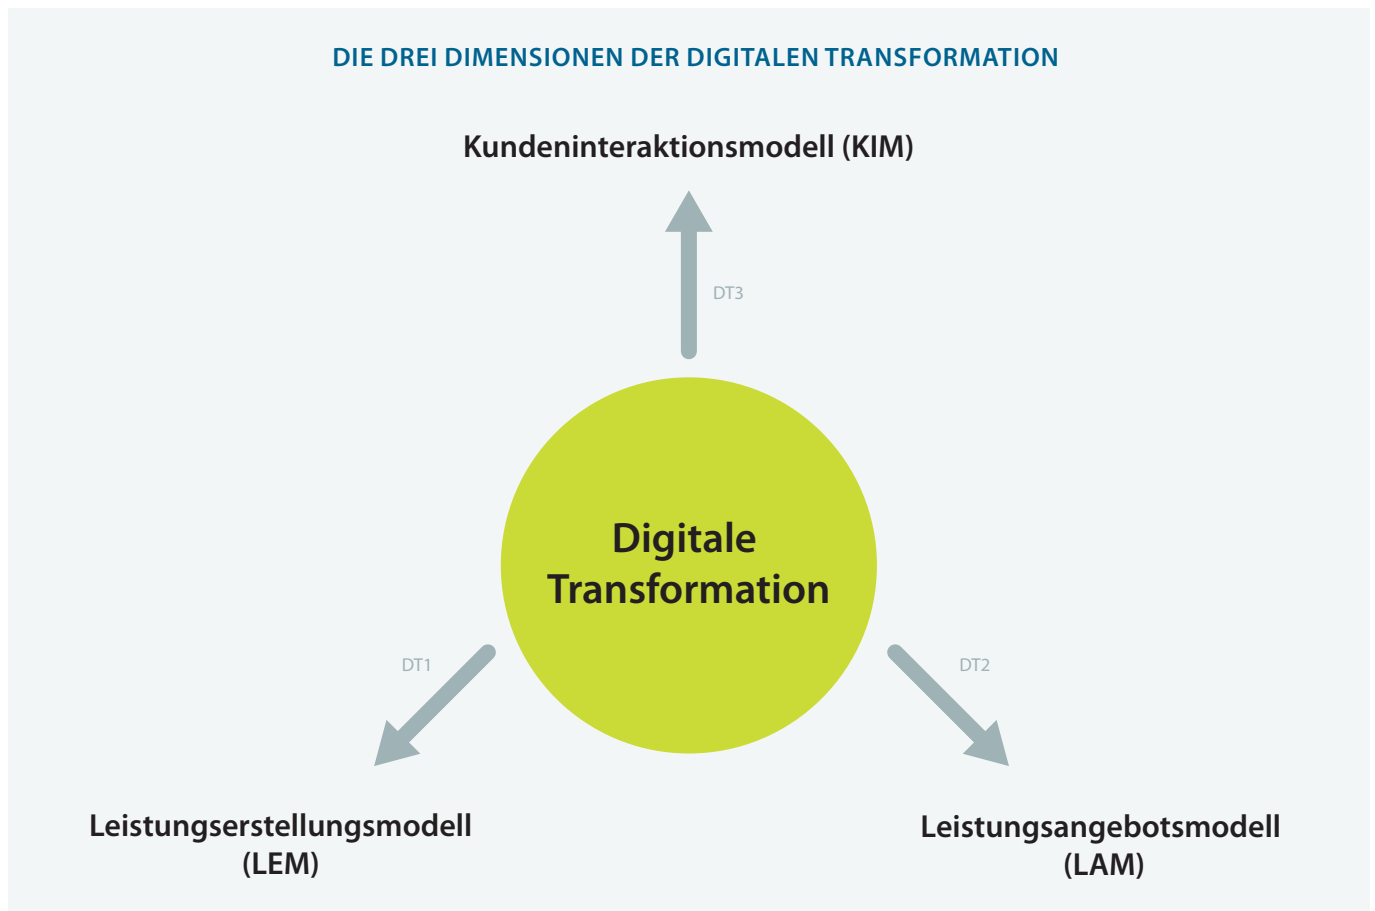 DIE DREI DIMENSIONEN DER DIGITALEN TRANSFORMATION
Kundeninteraktionsmodell (KIM)
DT3
Digitale
Transformation
DT1
DT2
Leistungserstellungsmodell
(LEM)
Leistungsangebotsmodell
(LAM)